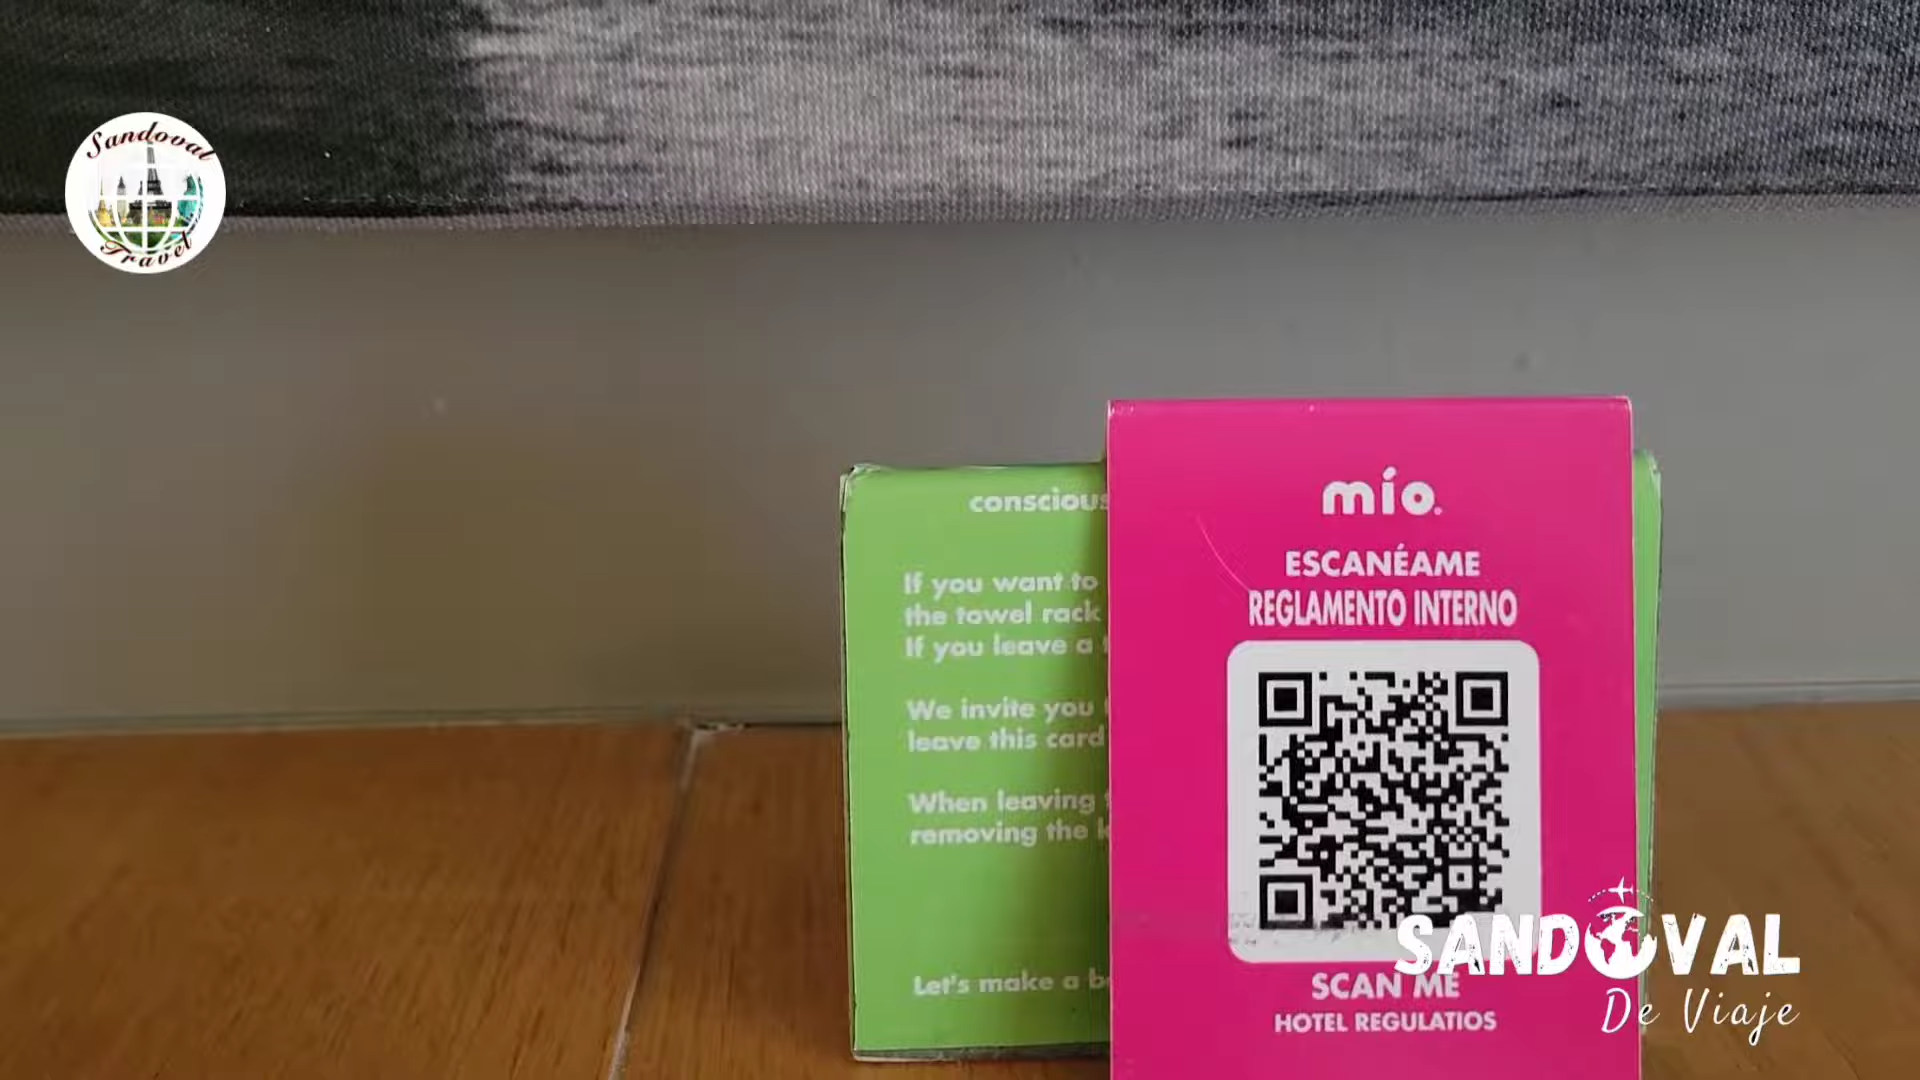 Sandoval
Travel
conscious
If you want to
the towel rack
If you leave a
We invite you
leave this card
When leaving
removing the
Let's make a
mío.
ESCANÉAME
REGLAMENTO INTERNO
SCAN ME
HOTEL REGULATIOS
SANDOVAL
De Viaje